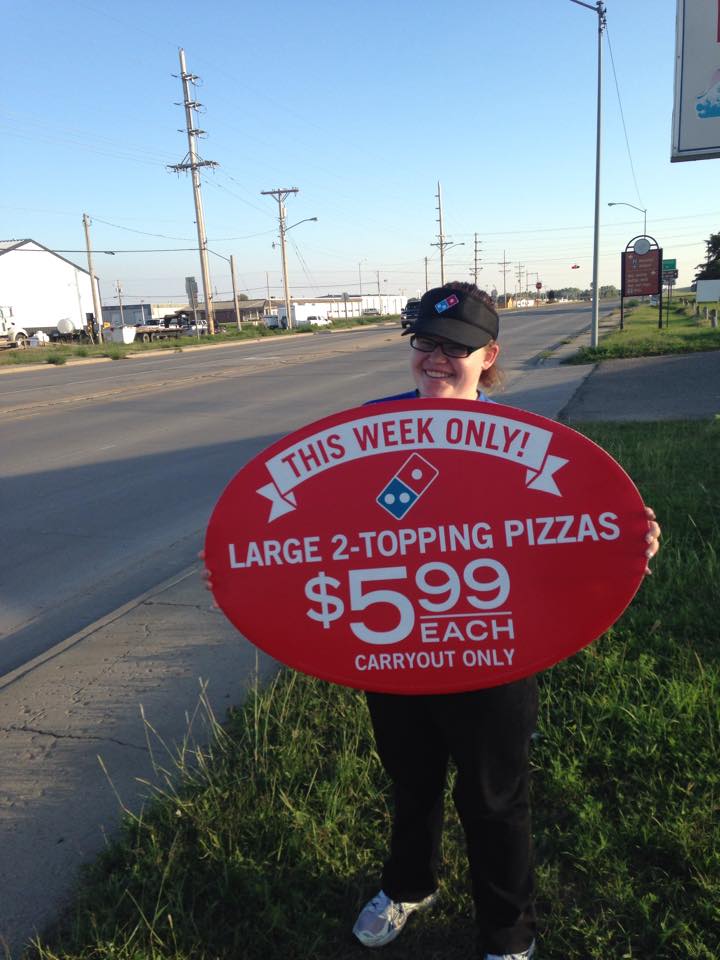 THIS WEEK ONLY!
LARGE 2-TOPPING PIZZAS
$5.99
EACH
CARRYOUT ONLY